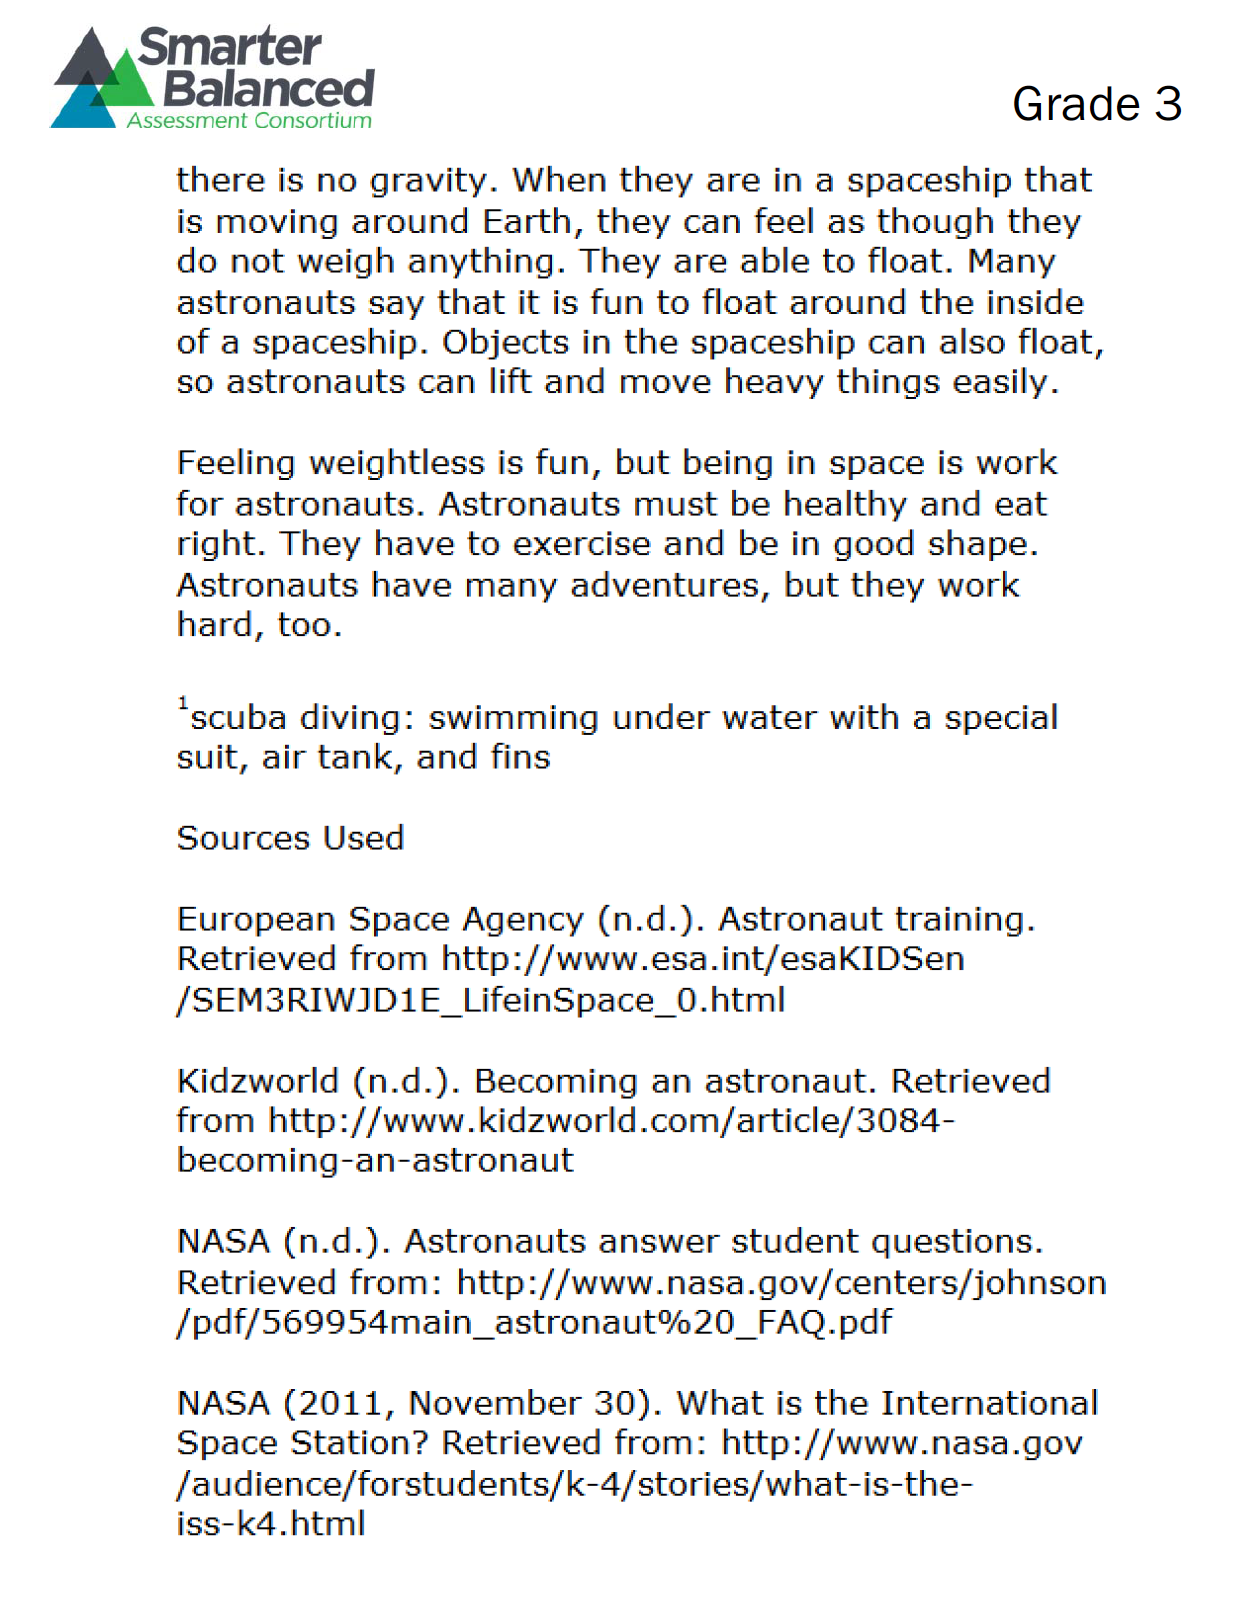 Smarter
Balanced
Assessment Consortium
Grade 3
there is no gravity. When they are in a spaceship that
is moving around Earth, they can feel as though they
do not weigh anything. They are able to float. Many
astronauts say that it is fun to float around the inside
of a spaceship. Objects in the spaceship can also float,
so astronauts can lift and move heavy things easily.
Feeling weightless is fun, but being in space is work
for astronauts. Astronauts must be healthy and eat
right. They have to exercise and be in good shape.
Astronauts have many adventures, but they work
hard, too.
¹scuba diving: swimming under water with a special
suit, air tank, and fins
Sources Used
European Space Agency (n.d.). Astronaut training.
Retrieved from http://www.esa.int/esaKIDSen
/SEM3RIWJD1E_LifeinSpace_0.html
Kidzworld (n.d.). Becoming an astronaut. Retrieved
from http://www.kidzworld.com/article/3084-
becoming-an-astronaut
NASA (n.d.). Astronauts answer student questions.
Retrieved from: http://www.nasa.gov/centers/johnson
/pdf/569954main_astronaut%20_FAQ.pdf
NASA (2011, November 30). What is the International
Space Station? Retrieved from: http://www.nasa.gov
/audience/forstudents/k-4/stories/what-is-the-
iss-k4.html